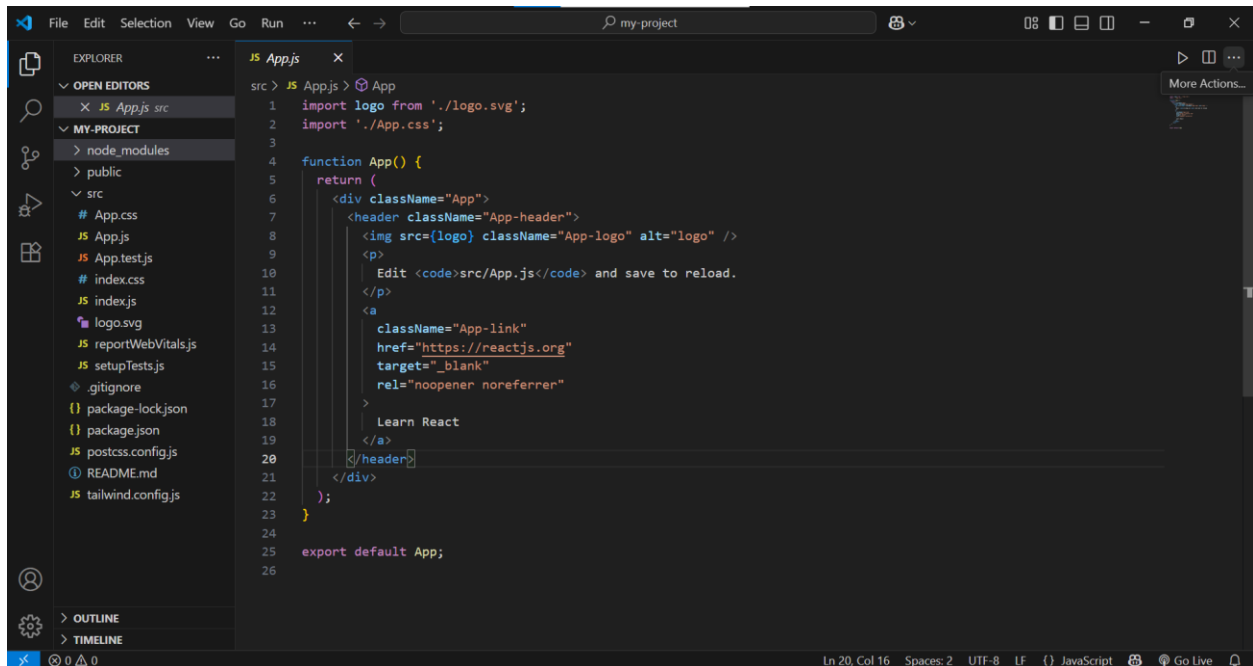 File Edit Selection View Go Run ··· my-project
EXPLORER
OPEN EDITORS
JS App.js src
MY-PROJECT
node_modules
public
src
# App.css
JS App.js
JS App.test.js
# index.css
JS index.js
logo.svg
JS reportWebVitals.js
JS setupTests.js
.gitignore
{} package-lock.json
{} package.json
JS postcss.config.js
README.md
JS tailwind.config.js
OUTLINE
TIMELINE
JS App.js
More Actions...
src > JS App.js > App
1 import logo from './logo.svg';
2 import './App.css';
3
4 function App() {
5 return (
6 <div className="App">
7 <header className="App-header">
8 <img src={logo} className="App-logo" alt="logo" />
9 <p>
10 Edit <code>src/App.js</code> and save to reload.
11 </p>
12 <a
13 className="App-link"
14 href="https://reactjs.org"
15 target="_blank"
16 rel="noopener noreferrer"
17 >
18 Learn React
19 </a>
20 </header>
21 </div>
22 );
23 }
24
25 export default App;
26
0 0 Ln 20, Col 16 Spaces: 2 UTF-8 LF {} JavaScript Go Live